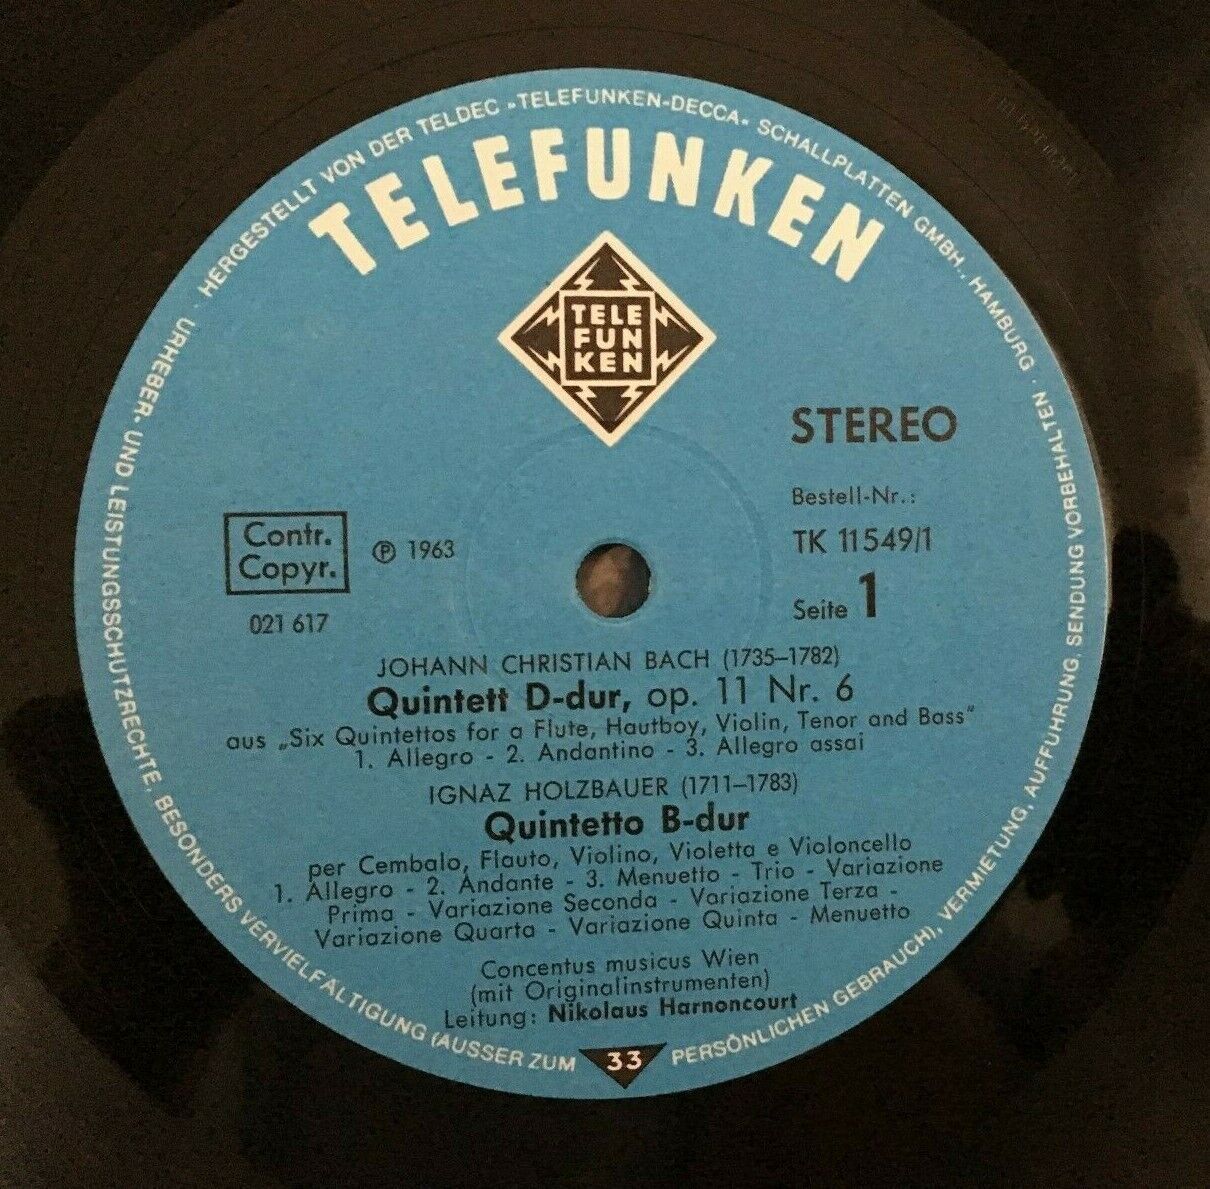 URHEBER- UND LEISTUNGSSCHUTZRECHTE, BESONDERS VERVIELFÄLTIGUNG (AUSSER ZUM PERSÖNLICHEN GEBRAUCH), VERMIETUNG, AUFFÜHRUNG, SENDUNG VORBEHALTEN · HERGESTELLT VON DER TELDEC »TELEFUNKEN-DECCA« SCHALLPLATTEN GMBH., HAMBURG ·
TELEFUNKEN
TELE
FUN
KEN
STEREO
Bestell-Nr.:
TK 11549/1
Seite 1
Contr.
Copyr.
℗ 1963
021 617
JOHANN CHRISTIAN BACH (1735–1782)
Quintett D-dur, op. 11 Nr. 6
aus „Six Quintettos for a Flute, Hautboy, Violin, Tenor and Bass“
1. Allegro - 2. Andantino - 3. Allegro assai
IGNAZ HOLZBAUER (1711–1783)
Quintetto B-dur
per Cembalo, Flauto, Violino, Violetta e Violoncello
1. Allegro - 2. Andante - 3. Menuetto - Trio - Variazione
Prima - Variazione Seconda - Variazione Terza -
Variazione Quarta - Variazione Quinta - Menuetto
Concentus musicus Wien
(mit Originalinstrumenten)
Leitung: Nikolaus Harnoncourt
33